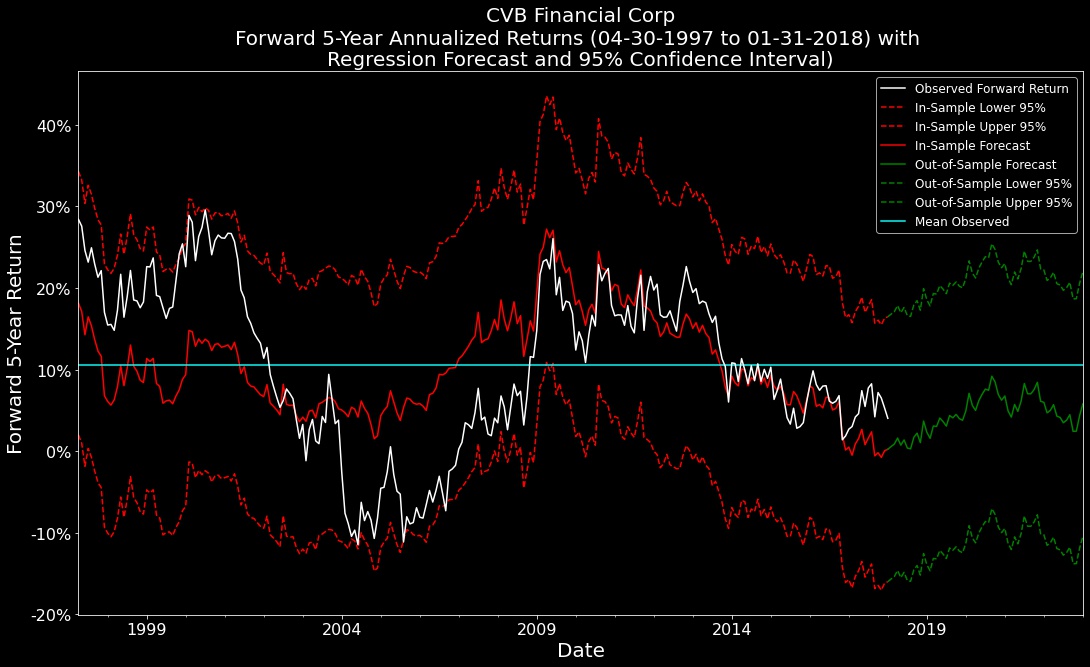 CVB Financial Corp
Forward 5-Year Annualized Returns (04-30-1997 to 01-31-2018) with
Regression Forecast and 95% Confidence Interval)
Observed Forward Return
In-Sample Lower 95%
In-Sample Upper 95%
In-Sample Forecast
Out-of-Sample Forecast
Out-of-Sample Lower 95%
Out-of-Sample Upper 95%
Mean Observed
Forward 5-Year Return
40%
30%
20%
10%
0%
-10%
-20%
1999
2004
2009
2014
2019
Date